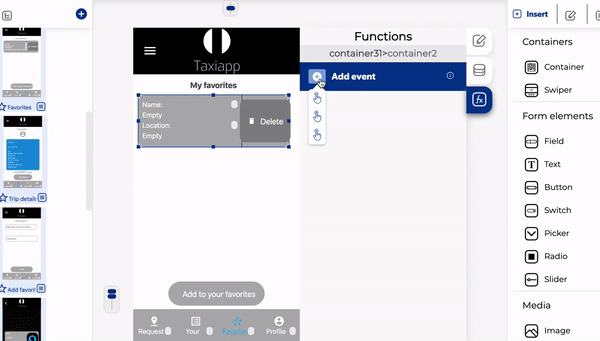 Favorites
Trip details
Add favori
Taxiapp
My favorites
Name:
Empty
Location:
Empty
Delete
Add to your favorites
Request
Your
Favorite
Profile
Functions
container31>container2
Add event
Insert
Containers
Container
Swiper
Form elements
Field
Text
Button
Switch
Picker
Radio
Slider
Media
Image